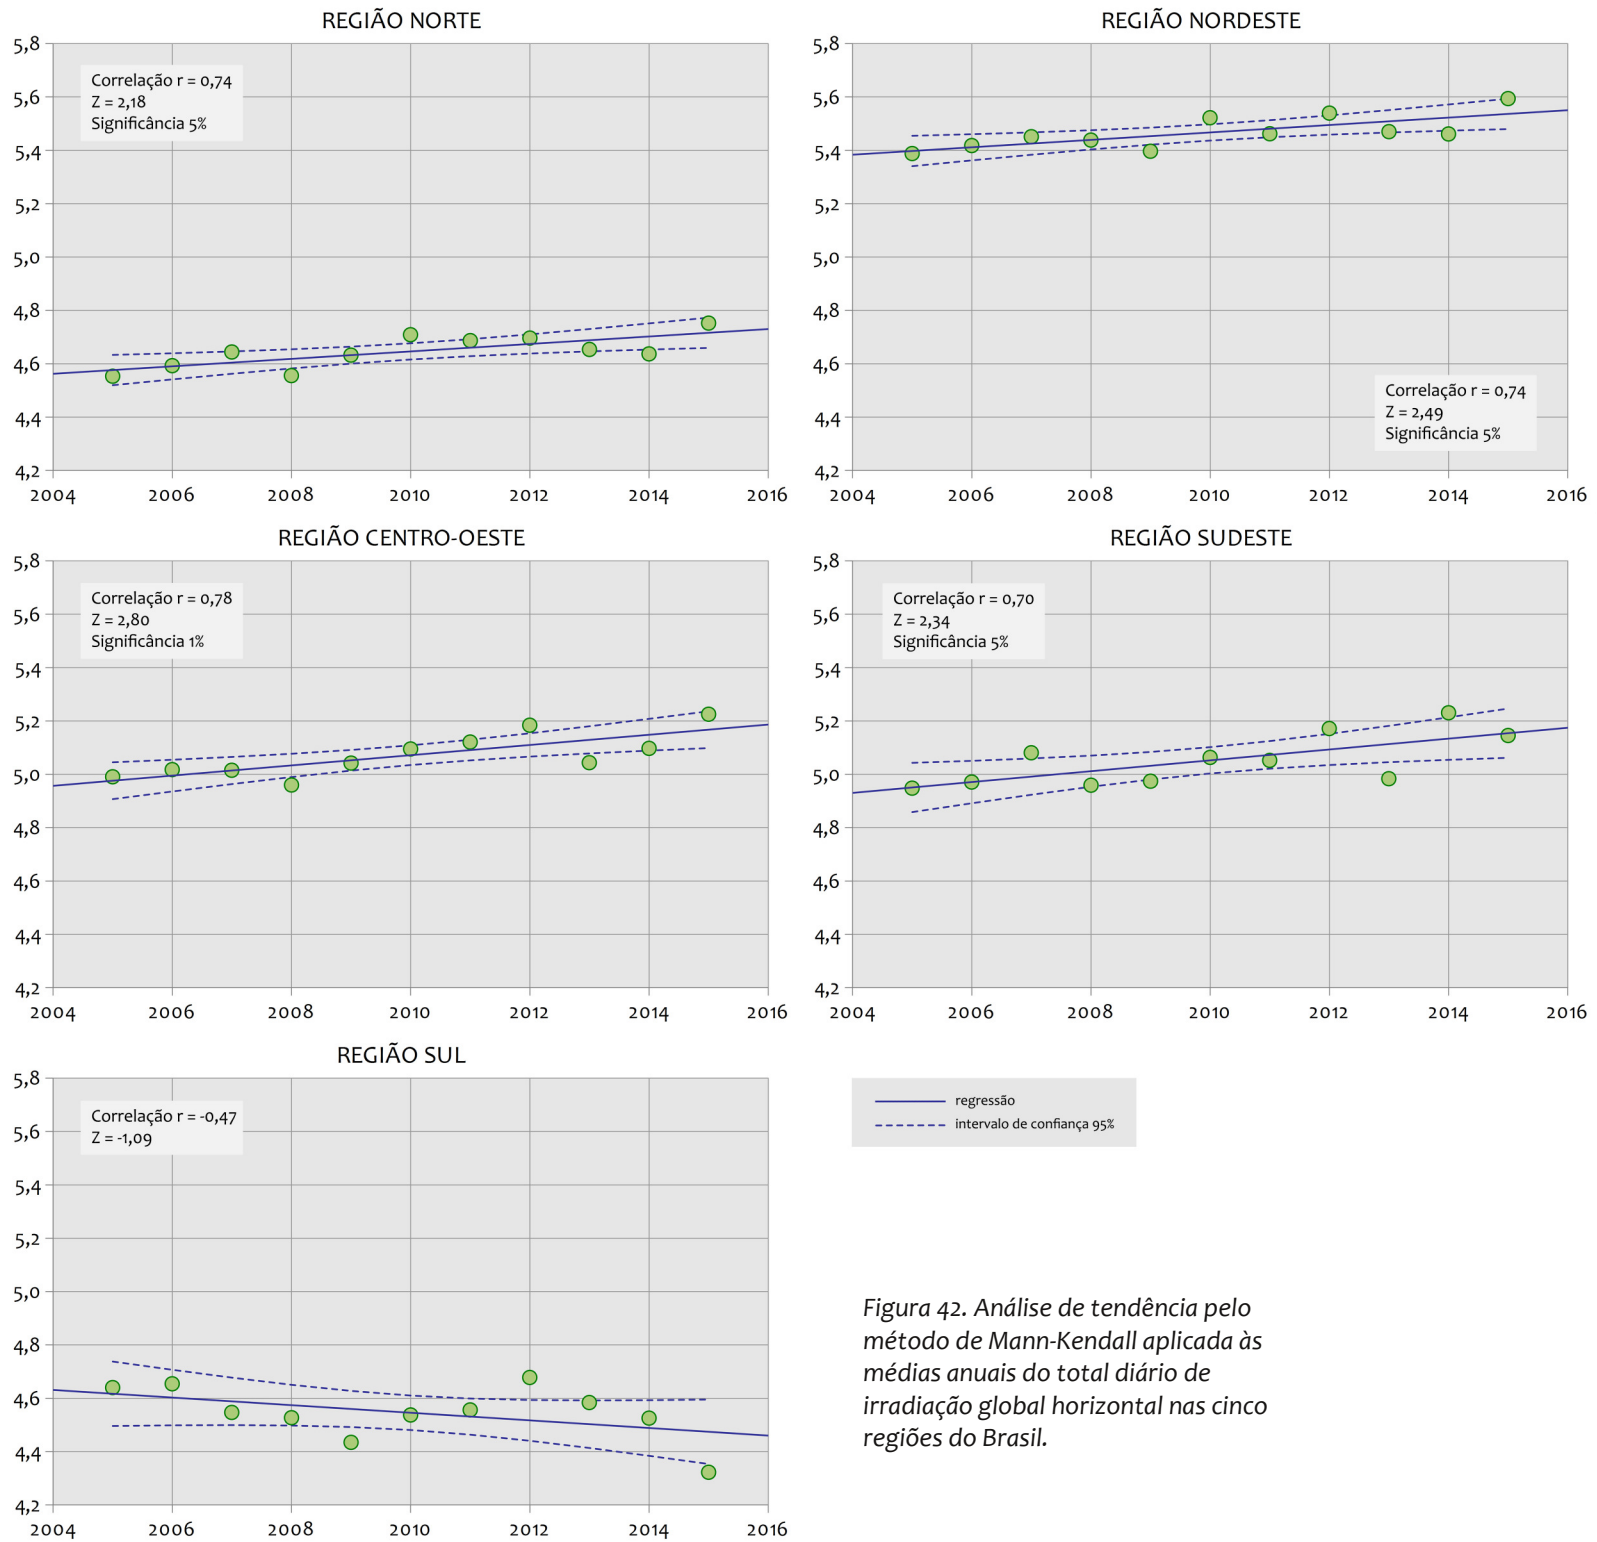 REGIÃO NORTE
5,8
5,6
5,4
5,2
5,0
4,8
4,6
4,4
4,2
Correlação r = 0,74
Z = 2,18
Significância 5%
2004 2006 2008 2010 2012 2014 2016
REGIÃO NORDESTE
5,8
5,6
5,4
5,2
5,0
4,8
4,6
4,4
4,2
Correlação r = 0,74
Z = 2,49
Significância 5%
2004 2006 2008 2010 2012 2014 2016
REGIÃO CENTRO-OESTE
5,8
5,6
5,4
5,2
5,0
4,8
4,6
4,4
4,2
Correlação r = 0,78
Z = 2,80
Significância 1%
2004 2006 2008 2010 2012 2014 2016
REGIÃO SUDESTE
5,8
5,6
5,4
5,2
5,0
4,8
4,6
4,4
4,2
Correlação r = 0,70
Z = 2,34
Significância 5%
2004 2006 2008 2010 2012 2014 2016
REGIÃO SUL
5,8
5,6
5,4
5,2
5,0
4,8
4,6
4,4
4,2
Correlação r = -0,47
Z = -1,09
2004 2006 2008 2010 2012 2014 2016
regressão
intervalo de confiança 95%
Figura 42. Análise de tendência pelo
método de Mann-Kendall aplicada às
médias anuais do total diário de
irradiação global horizontal nas cinco
regiões do Brasil.